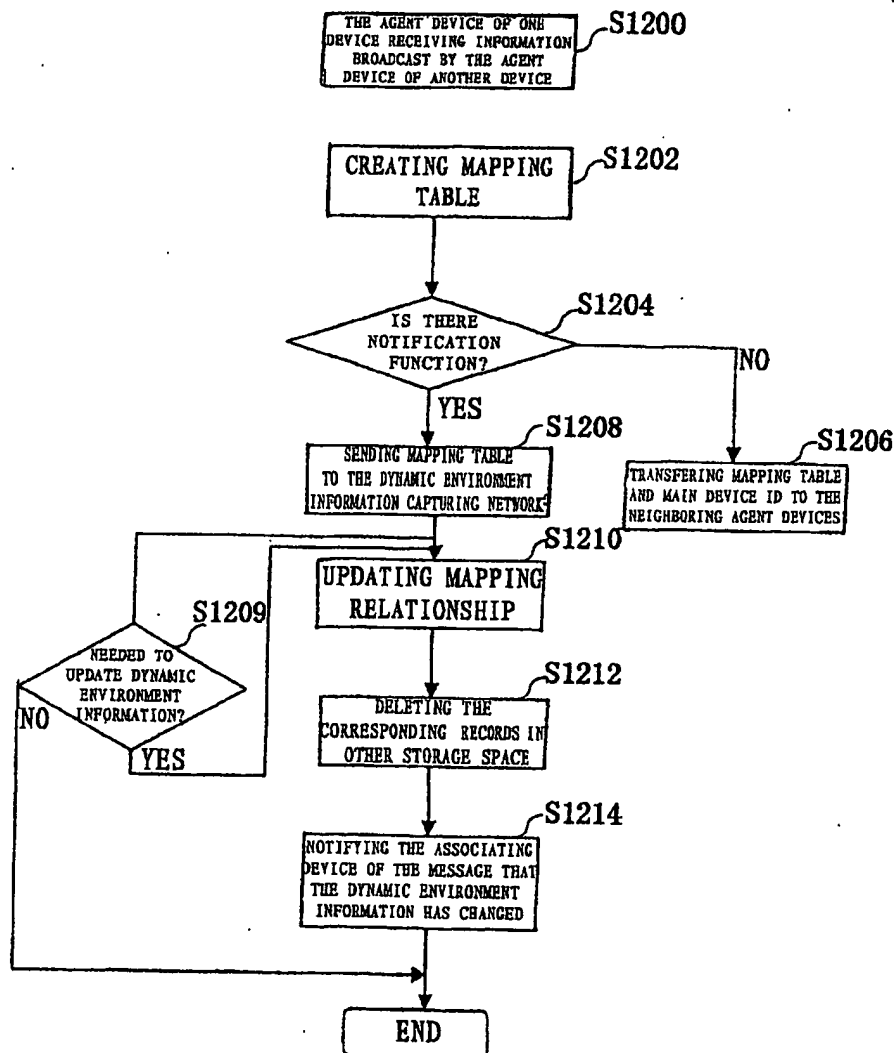 THE AGENT DEVICE OF ONE
DEVICE RECEIVING INFORMATION
BROADCAST BY THE AGENT
DEVICE OF ANOTHER DEVICE
S1200
CREATING MAPPING
TABLE
S1202
IS THERE
NOTIFICATION
FUNCTION?
S1204
NO
YES
S1208
SENDING MAPPING TABLE
TO THE DYNAMIC ENVIRONMENT
INFORMATION CAPTURING NETWORK
S1206
TRANSFERING MAPPING TABLE
AND MAIN DEVICE ID TO THE
NEIGHBORING AGENT DEVICES
S1210
UPDATING MAPPING
RELATIONSHIP
S1209
NEEDED TO
UPDATE DYNAMIC
ENVIRONMENT
INFORMATION?
NO
YES
S1212
DELETING THE
CORRESPONDING RECORDS IN
OTHER STORAGE SPACE
S1214
NOTIFYING THE ASSOCIATING
DEVICE OF THE MESSAGE THAT
THE DYNAMIC ENVIRONMENT
INFORMATION HAS CHANGED
END